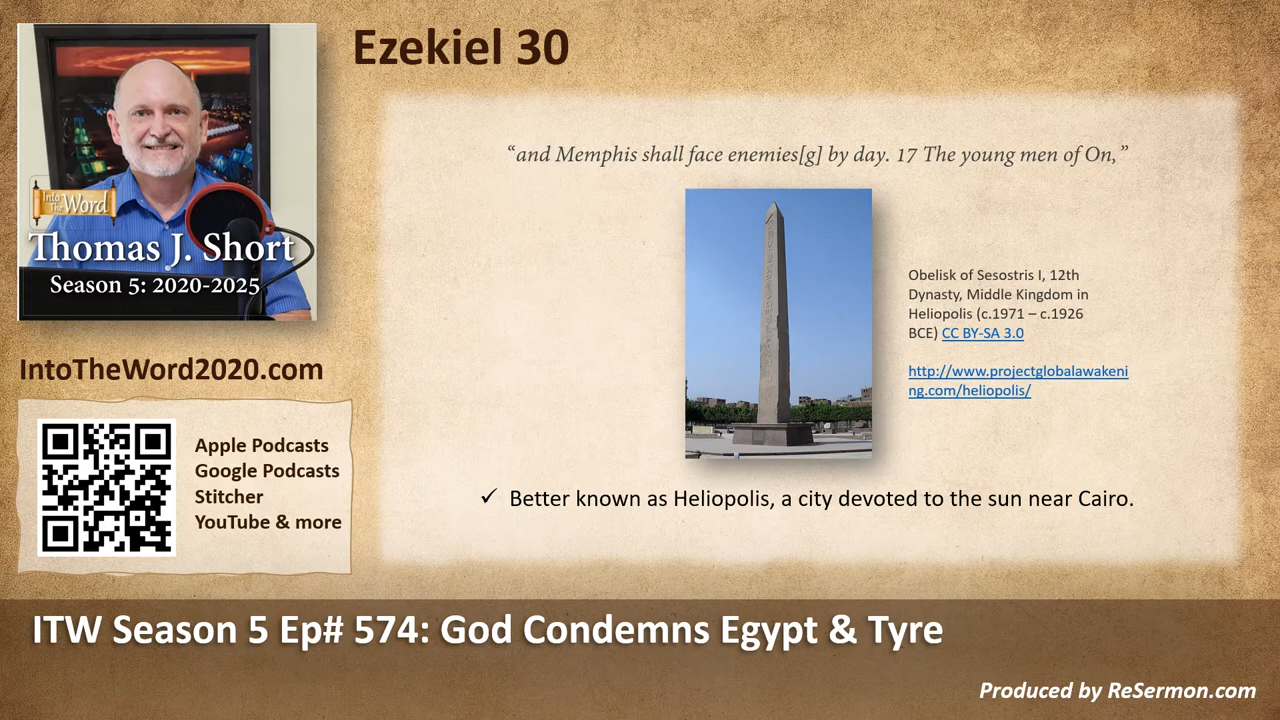 Ezekiel 30
“and Memphis shall face enemies[g] by day. 17 The young men of On,”
Into
The Word
Thomas J. Short
Season 5: 2020-2025
Obelisk of Sesostris I, 12th
Dynasty, Middle Kingdom in
Heliopolis (c.1971 – c.1926
BCE) CC BY-SA 3.0
http://www.projectglobalawakeni
ng.com/heliopolis/
IntoTheWord2020.com
Apple Podcasts
Google Podcasts
Stitcher
YouTube & more
✓ Better known as Heliopolis, a city devoted to the sun near Cairo.
ITW Season 5 Ep# 574: God Condemns Egypt & Tyre
Produced by ReSermon.com